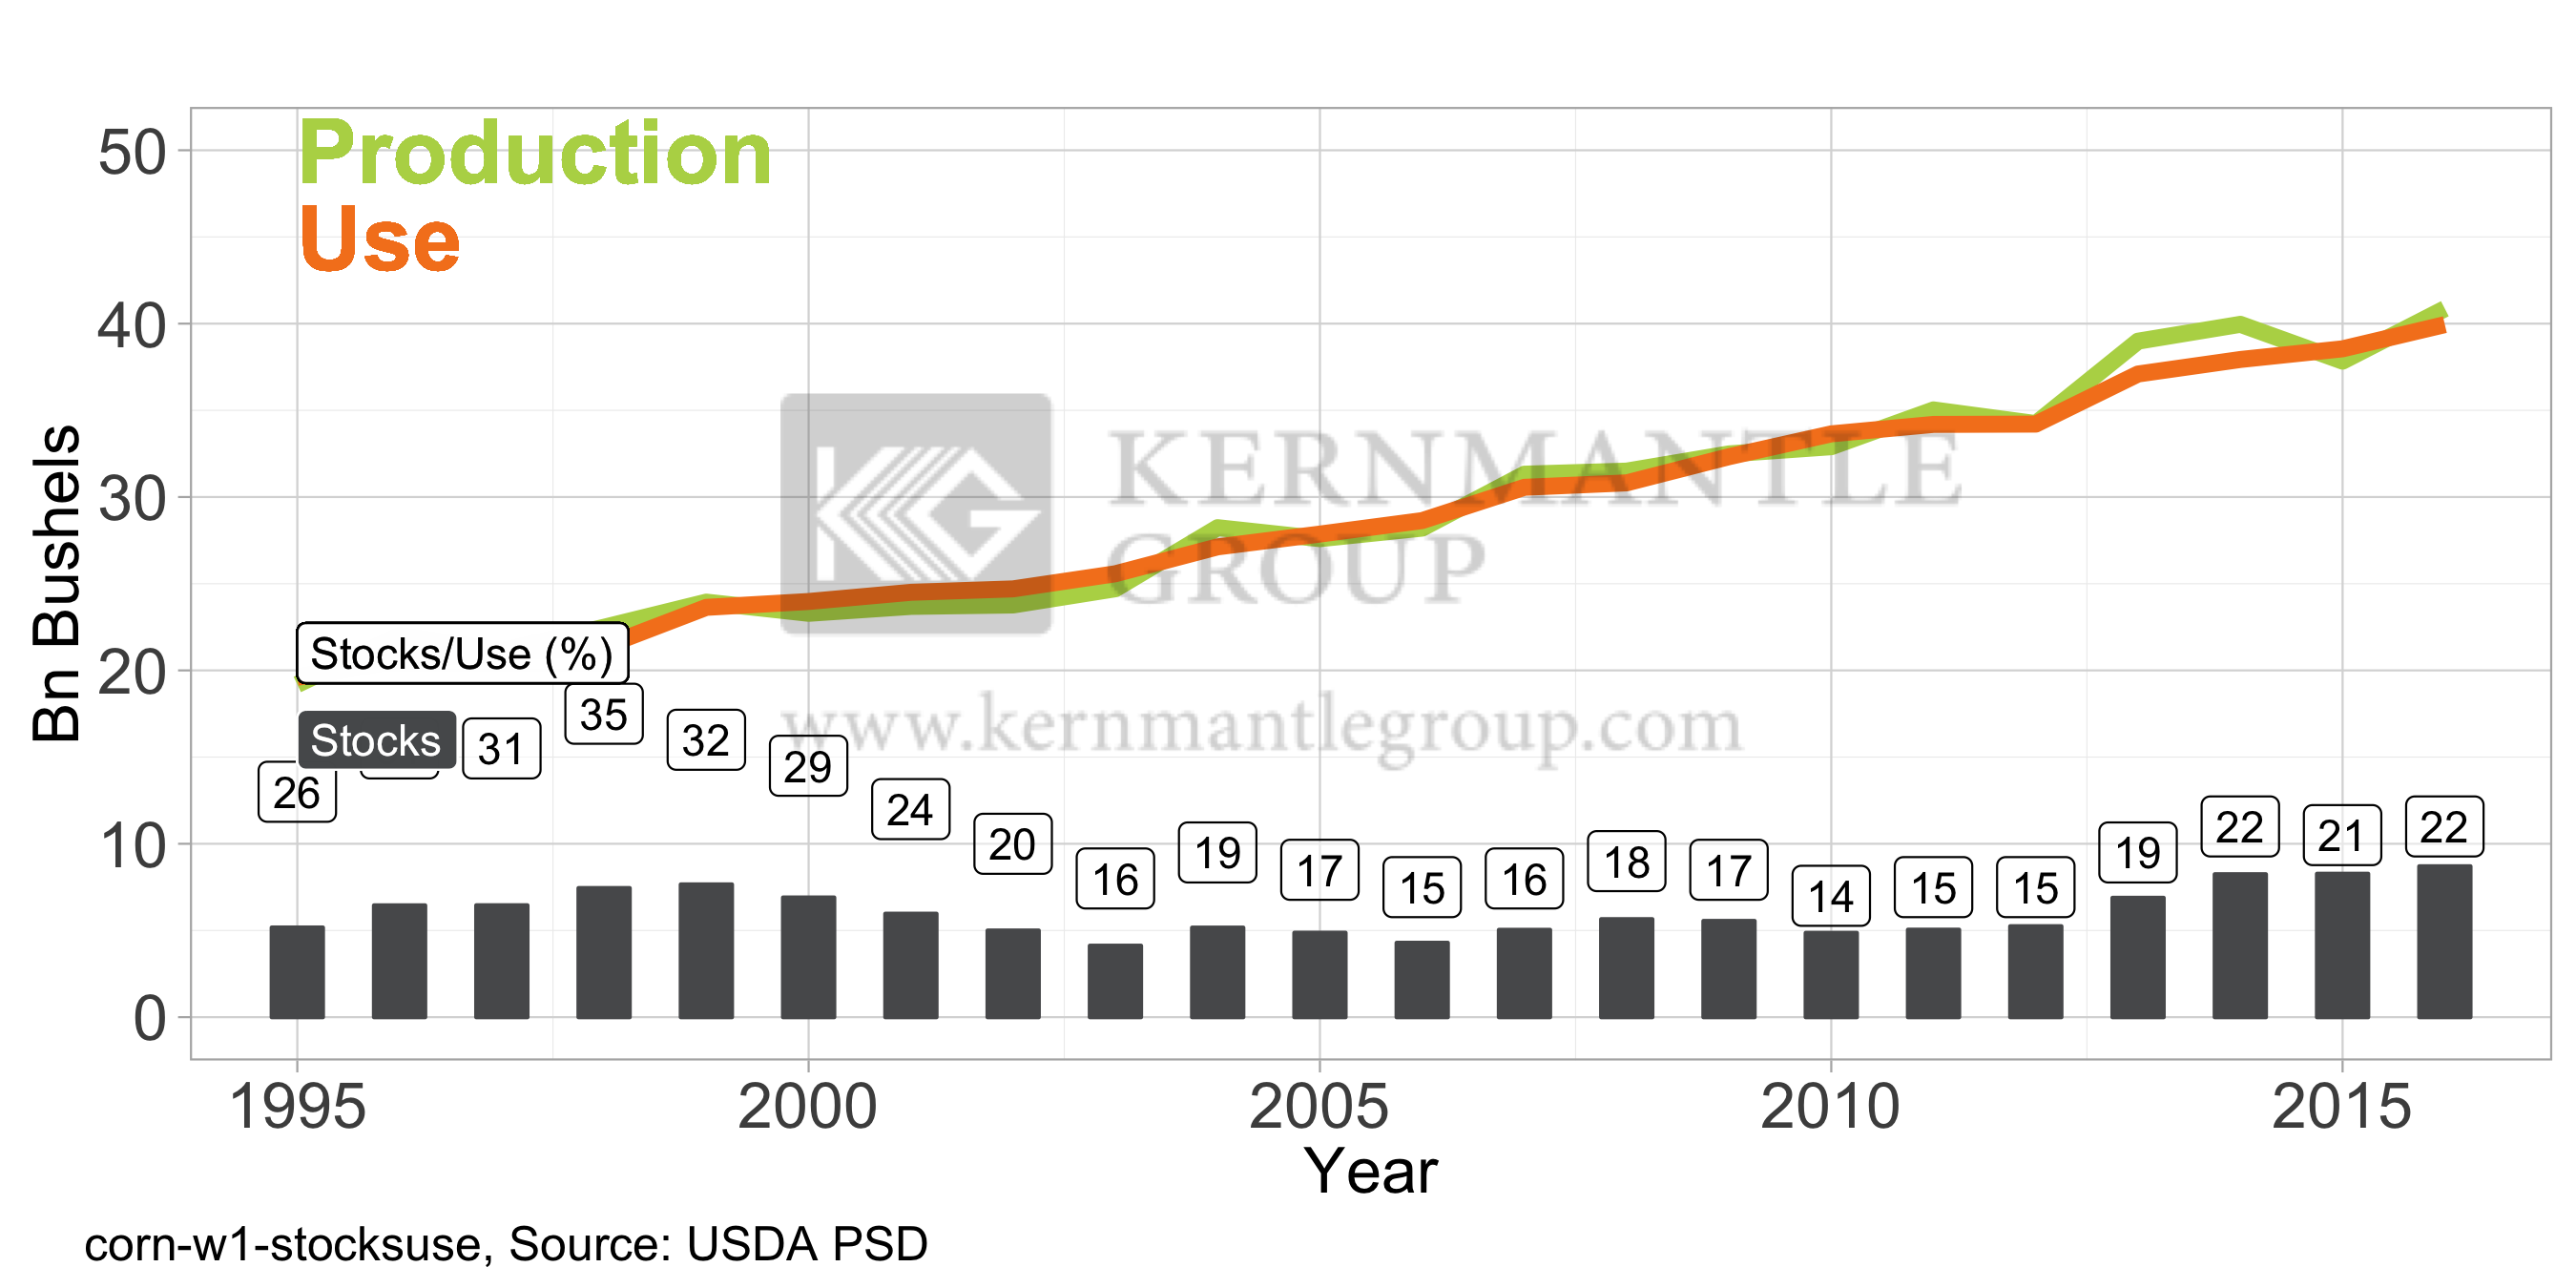 Production
Use
50
40
30
20
10
0
Bn Bushels
KG KERNMANTLE
GROUP
www.kernmantlegroup.com
Stocks/Use (%)
Stocks
26
31
35
32
29
24
20
16
19
17
15
16
18
17
14
15
15
19
22
21
22
1995 2000 2005 2010 2015
Year
corn-w1-stocksuse, Source: USDA PSD